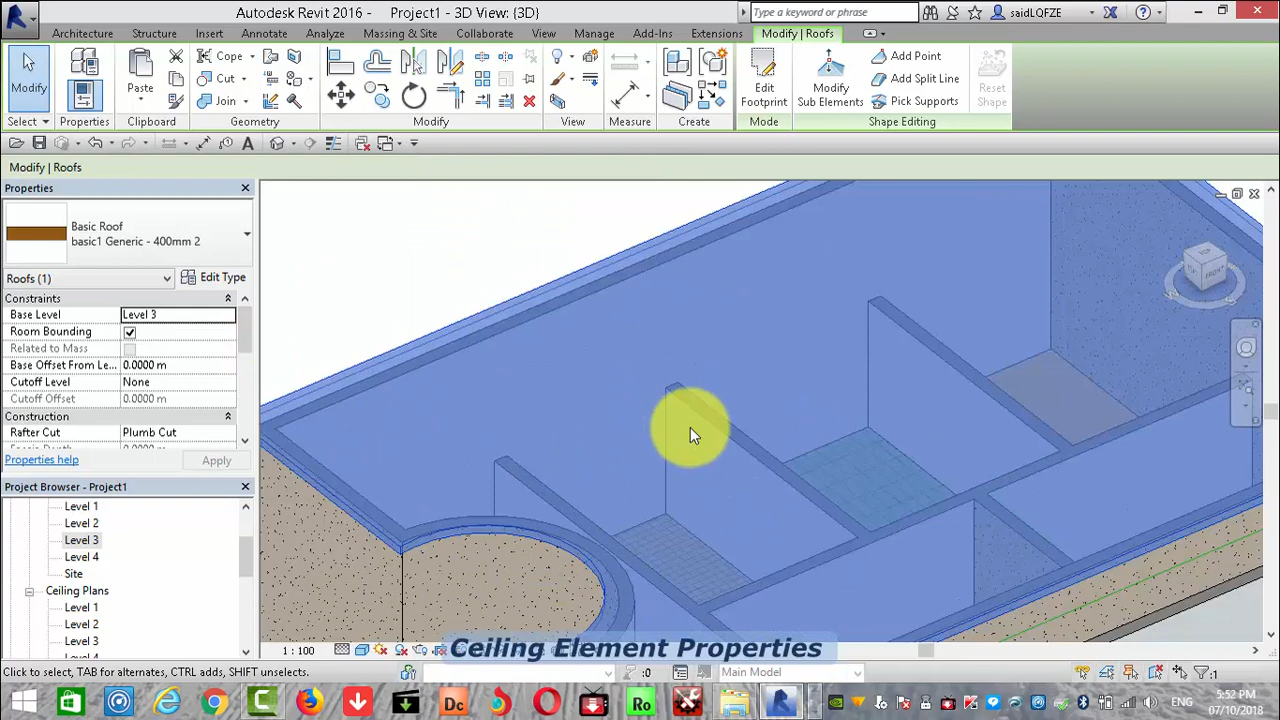 Autodesk Revit 2016 - Project1 - 3D View: {3D}
Type a keyword or phrase
saidLQFZE
Architecture Structure Insert Annotate Analyze Massing & Site Collaborate View Manage Add-Ins Extensions Modify | Roofs
Modify
Select
Properties
Paste
Clipboard
Cope
Cut
Join
Geometry
Modify
View
Measure
Create
Edit
Footprint
Mode
Modify
Sub Elements
Add Point
Add Split Line
Pick Supports
Reset
Shape
Shape Editing
Modify | Roofs
Properties
Basic Roof
basic1 Generic - 400mm 2
Roofs (1)
Edit Type
Constraints
Base Level Level 3
Room Bounding
Related to Mass
Base Offset From Le... 0.0000 m
Cutoff Level None
Cutoff Offset 0.0000 m
Construction
Rafter Cut Plumb Cut
Properties help
Apply
Project Browser - Project1
Level 1
Level 2
Level 3
Level 4
Site
Ceiling Plans
Level 1
Level 2
Level 3
FRONT
1 : 100
Ceiling Element Properties
Click to select, TAB for alternates, CTRL adds, SHIFT unselects.
:0
Main Model
:1
Dc
Ro
ENG
5:52 PM
07/10/2018